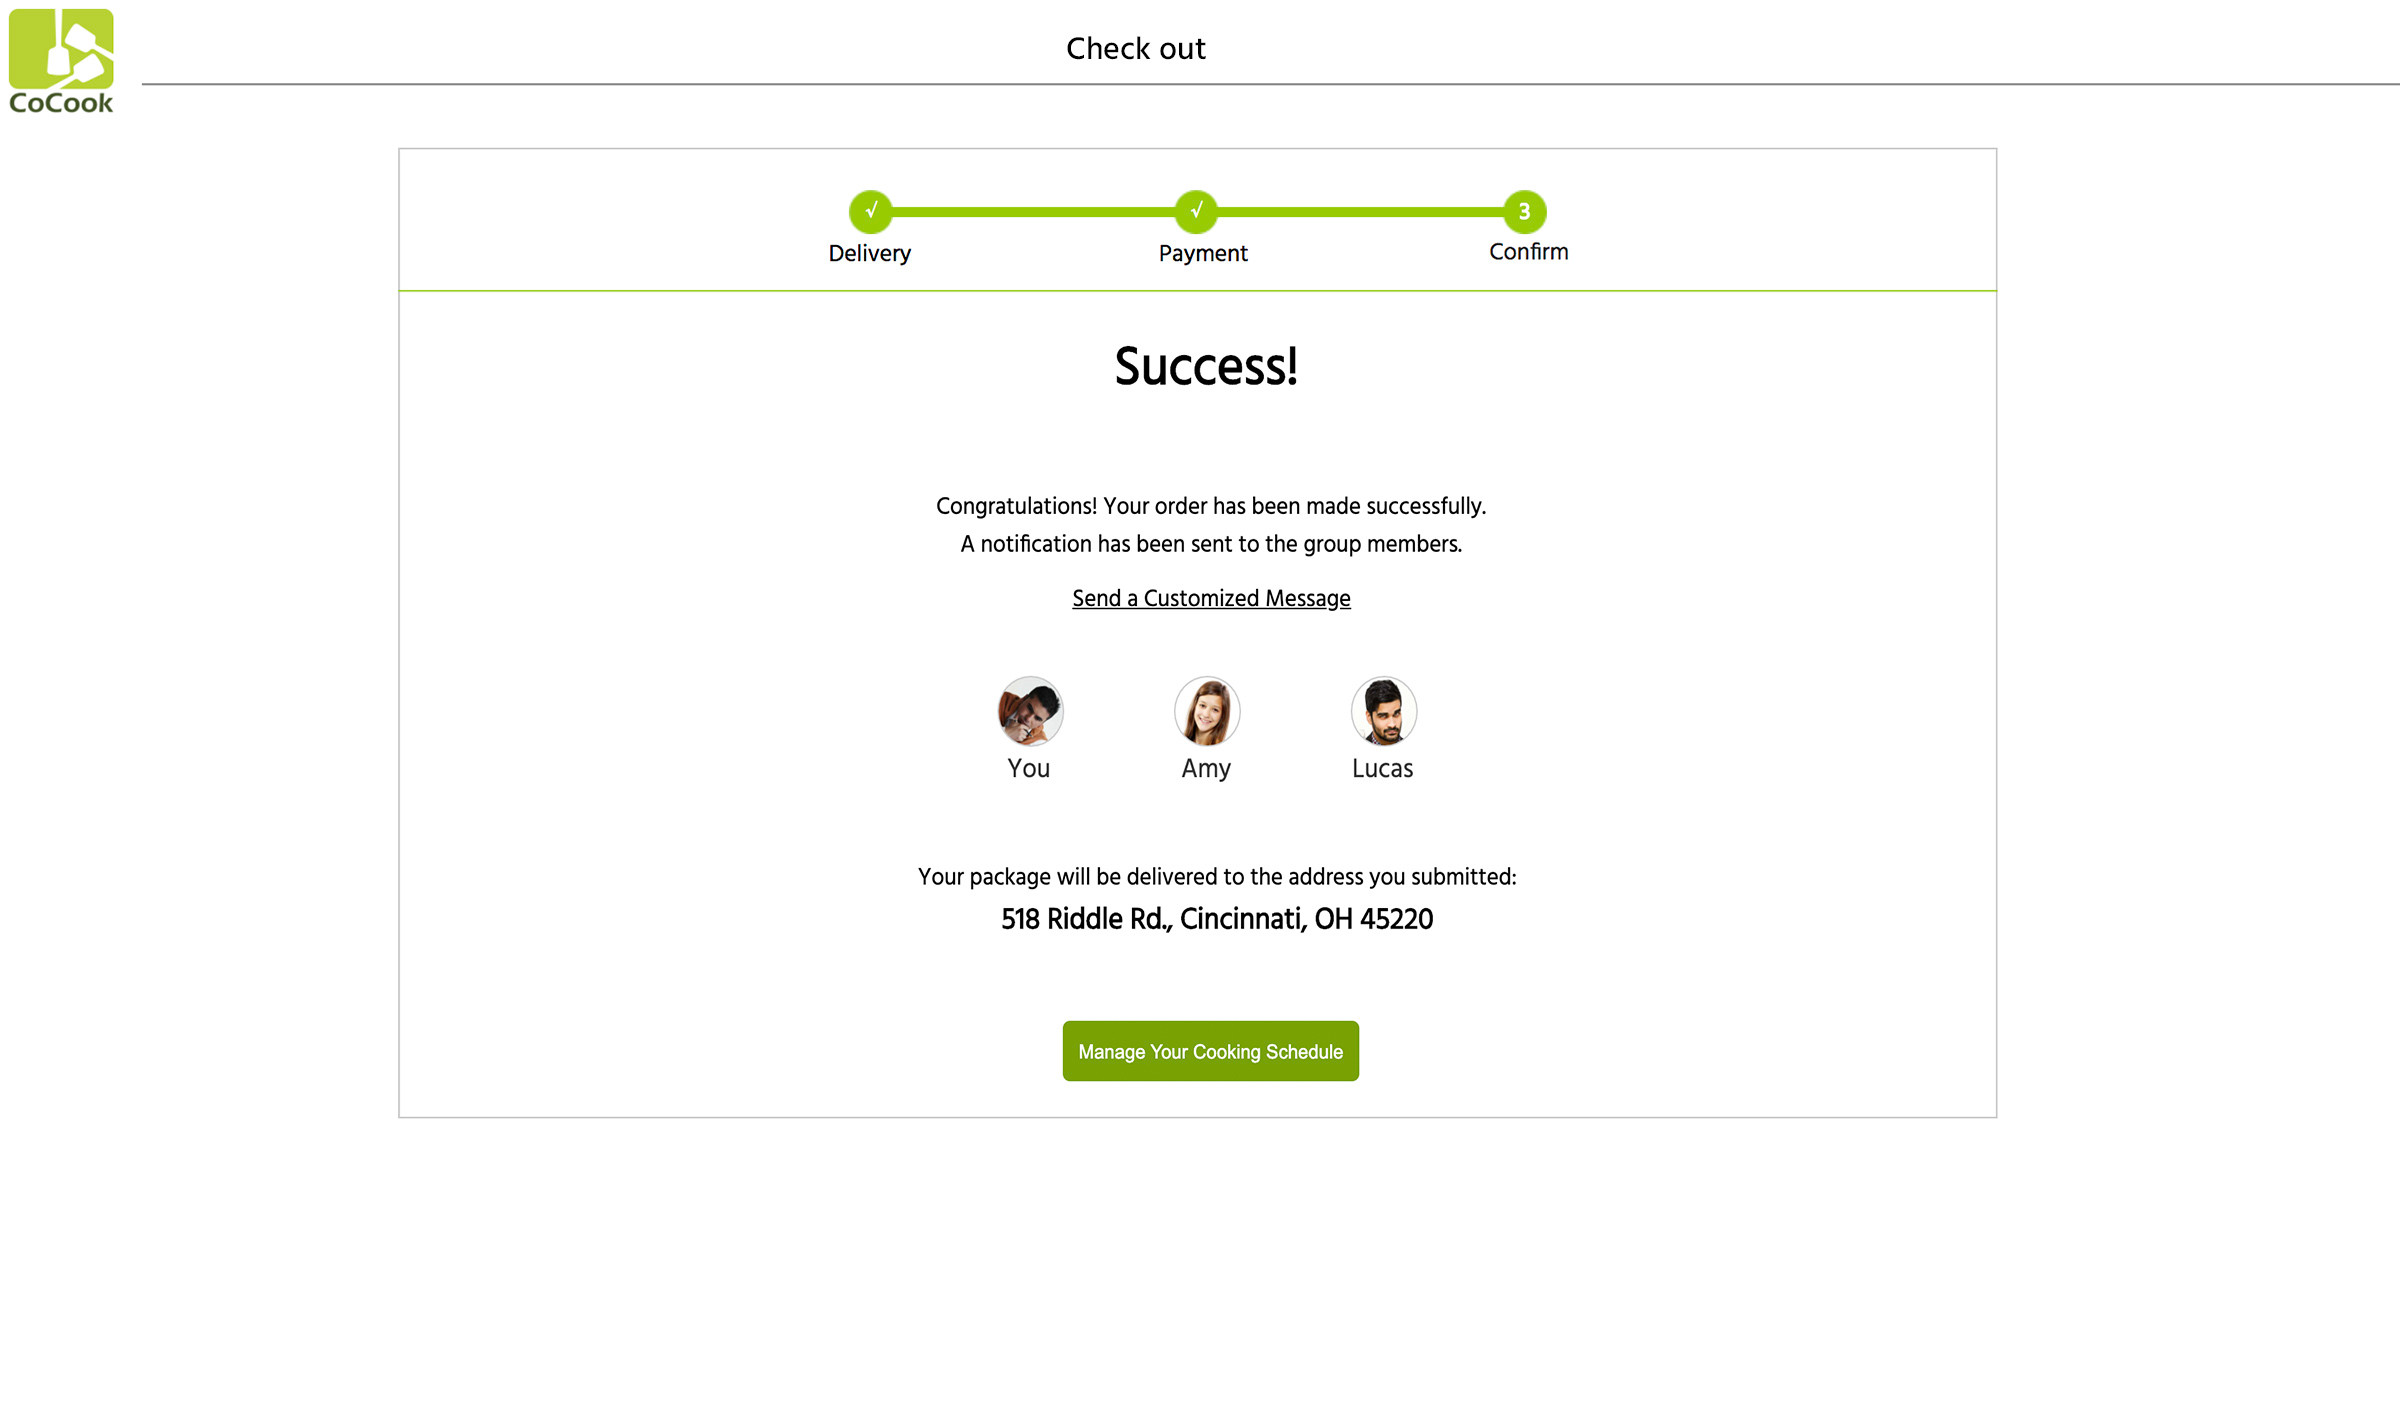 CoCook
Check out
√ √ 3
Delivery Payment Confirm
Success!
Congratulations! Your order has been made successfully.
A notification has been sent to the group members.
Send a Customized Message
You Amy Lucas
Your package will be delivered to the address you submitted:
518 Riddle Rd., Cincinnati, OH 45220
Manage Your Cooking Schedule